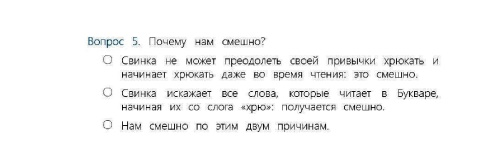 Вопрос 5. Почему нам смешно?
Свинка не может преодолеть своей привычки хрюкать и
начинает хрюкать даже во время чтения: это смешно.
Свинка искажает все слова, которые читает в Букваре,
начиная их со слога «хрю»: получается смешно.
Нам смешно по этим двум причинам.